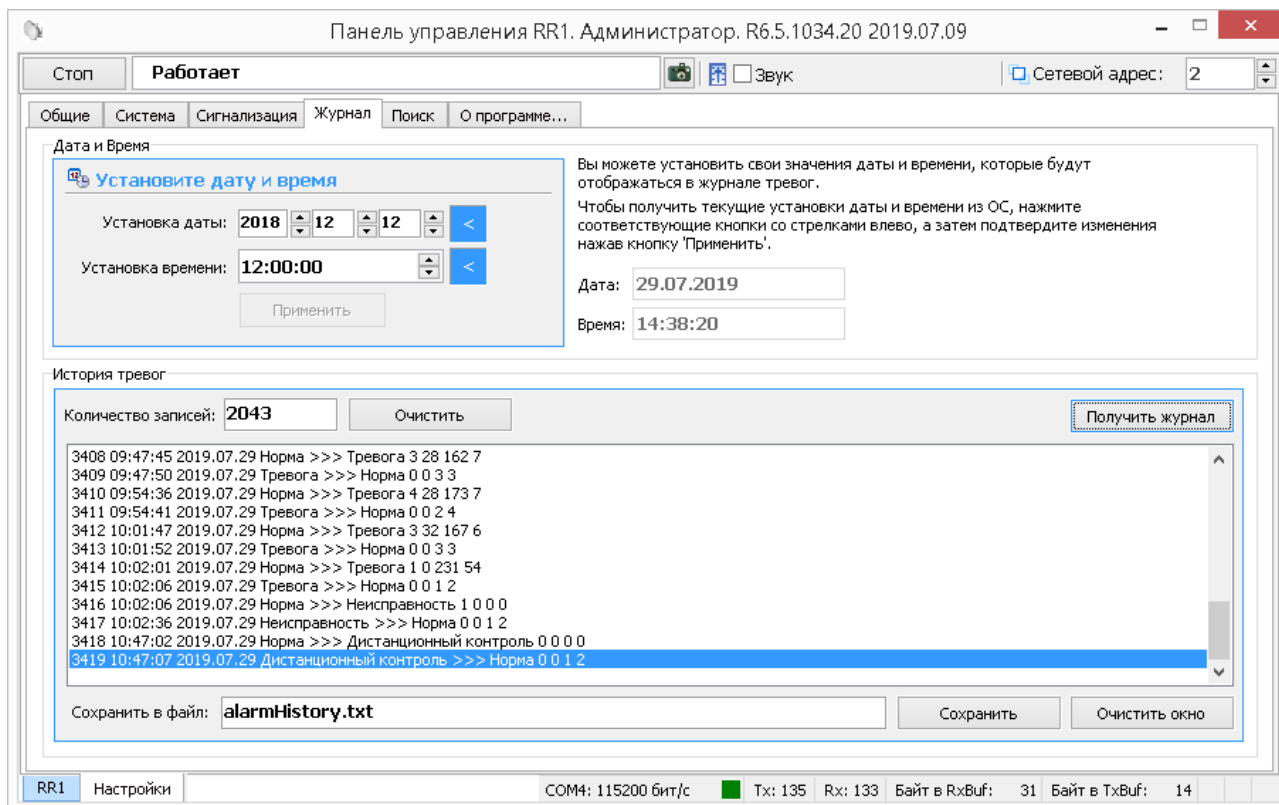 Панель управления RR1. Администратор. R6.5.1034.20 2019.07.09
Стоп Работает Звук Сетевой адрес: 2
Общие Система Сигнализация Журнал Поиск О программе...
Дата и Время
Установите дату и время
Установка даты: 2018 12 12 <
Установка времени: 12:00:00 <
Применить
Вы можете установить свои значения даты и времени, которые будут
отображаться в журнале тревог.
Чтобы получить текущие установки даты и времени из ОС, нажмите
соответствующие кнопки со стрелками влево, а затем подтвердите изменения
нажав кнопку 'Применить'.
Дата: 29.07.2019
Время: 14:38:20
История тревог
Количество записей: 2043 Очистить Получить журнал
3408 09:47:45 2019.07.29 Норма >>> Тревога 3 28 162 7
3409 09:47:50 2019.07.29 Тревога >>> Норма 0 0 3 3
3410 09:54:36 2019.07.29 Норма >>> Тревога 4 28 173 7
3411 09:54:41 2019.07.29 Тревога >>> Норма 0 0 2 4
3412 10:01:47 2019.07.29 Норма >>> Тревога 3 32 167 6
3413 10:01:52 2019.07.29 Тревога >>> Норма 0 0 3 3
3414 10:02:01 2019.07.29 Норма >>> Тревога 1 0 231 54
3415 10:02:06 2019.07.29 Тревога >>> Норма 0 0 1 2
3416 10:02:06 2019.07.29 Норма >>> Неисправность 1 0 0 0
3417 10:02:36 2019.07.29 Неисправность >>> Норма 0 0 1 2
3418 10:47:02 2019.07.29 Норма >>> Дистанционный контроль 0 0 0 0
3419 10:47:07 2019.07.29 Дистанционный контроль >>> Норма 0 0 1 2
Сохранить в файл: alarmHistory.txt Сохранить Очистить окно
RR1 Настройки COM4: 115200 бит/с Tx: 135 Rx: 133 Байт в RxBuf: 31 Байт в TxBuf: 14